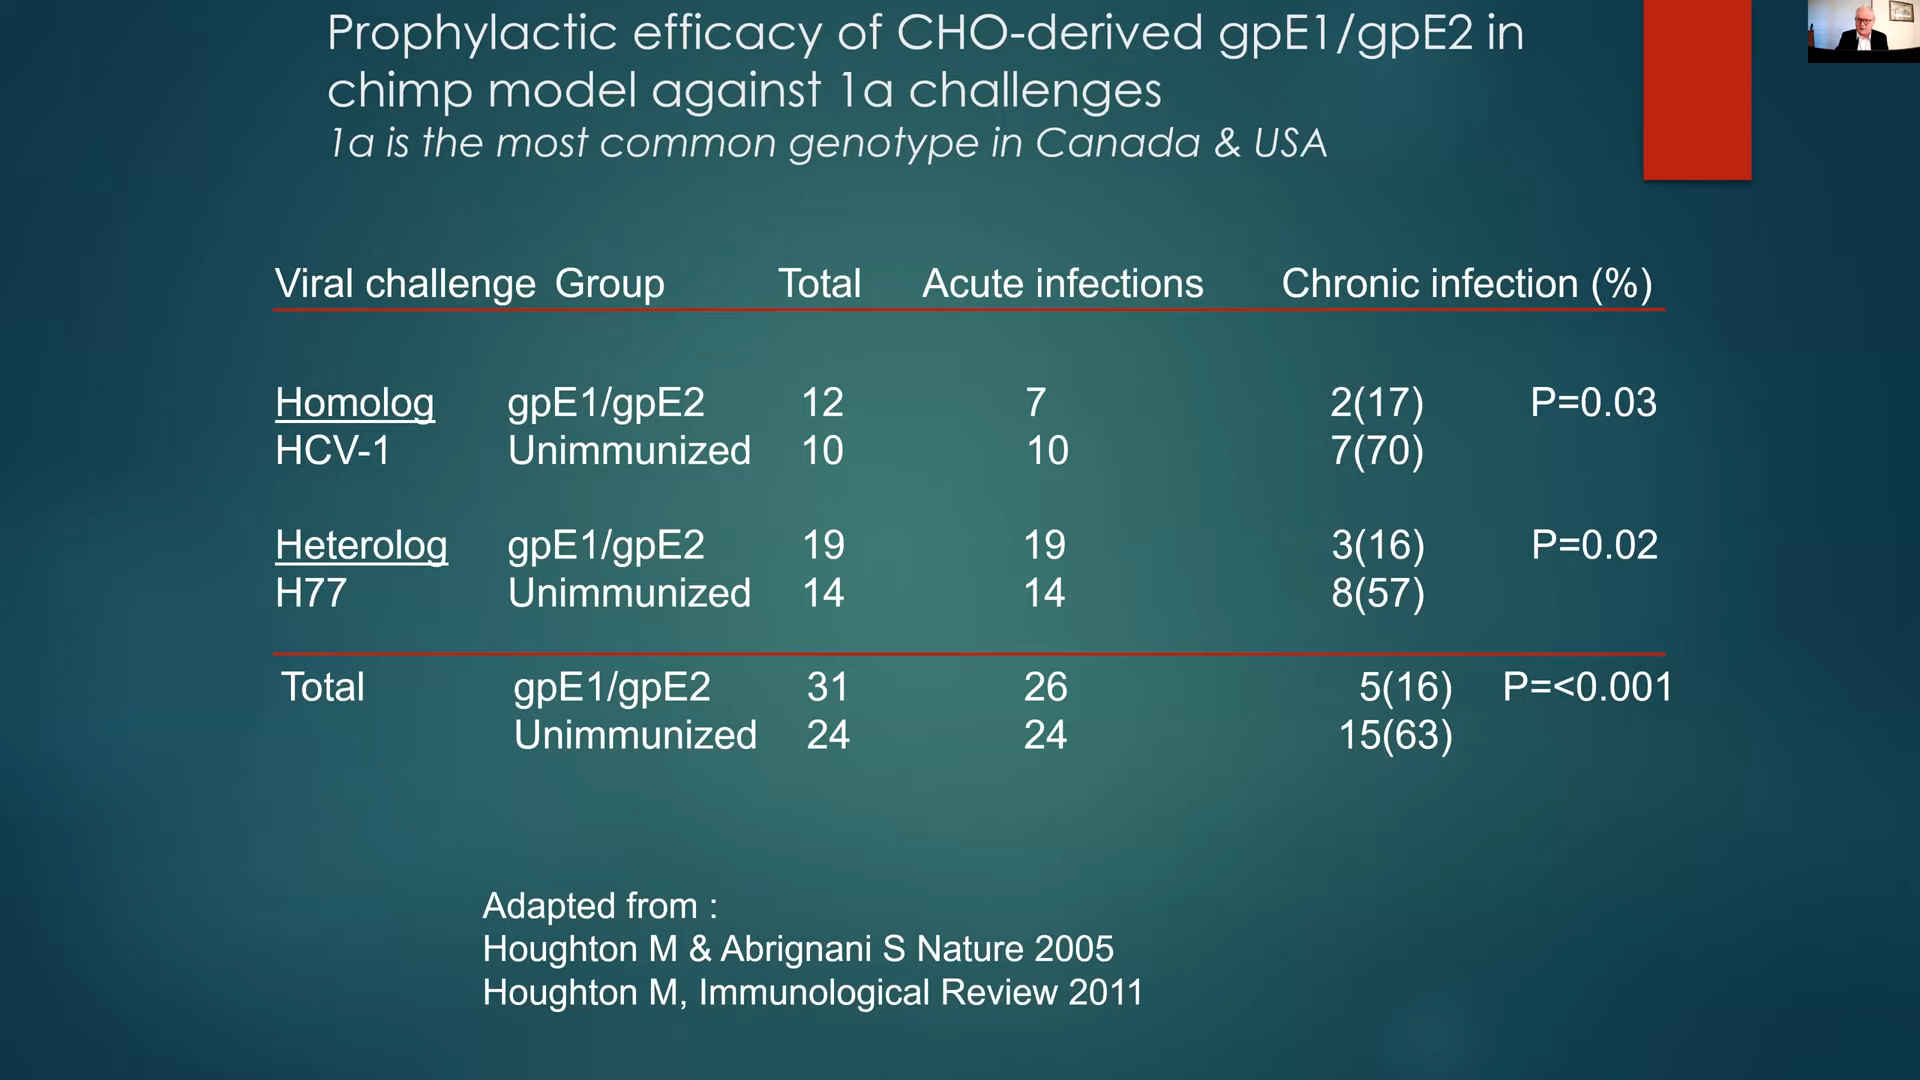 Prophylactic efficacy of CHO-derived gpE1/gpE2 in
chimp model against 1a challenges
1a is the most common genotype in Canada & USA
Viral challenge Group Total Acute infections Chronic infection (%)
Homolog gpE1/gpE2 12 7 2(17) P=0.03
HCV-1 Unimmunized 10 10 7(70)
Heterolog gpE1/gpE2 19 19 3(16) P=0.02
H77 Unimmunized 14 14 8(57)
Total gpE1/gpE2 31 26 5(16) P=<0.001
Unimmunized 24 24 15(63)
Adapted from :
Houghton M & Abrignani S Nature 2005
Houghton M, Immunological Review 2011